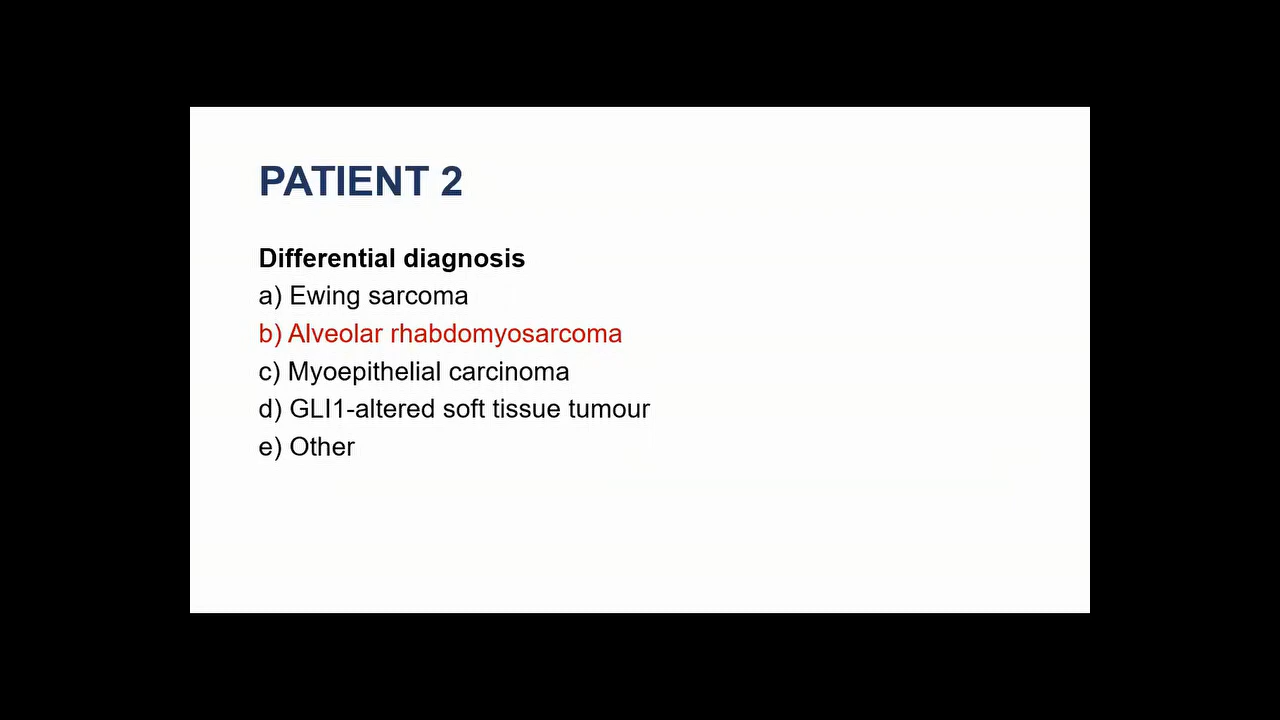 PATIENT 2
Differential diagnosis
a) Ewing sarcoma
b) Alveolar rhabdomyosarcoma
c) Myoepithelial carcinoma
d) GLI1-altered soft tissue tumour
e) Other